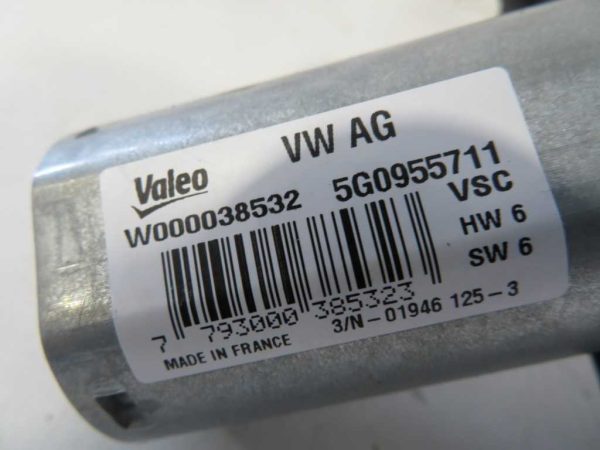 VW AG
Valeo
W000038532 5G0955711
VSC
HW 6
SW 6
7 793000 385323
3/N-01946 125-3
MADE IN FRANCE